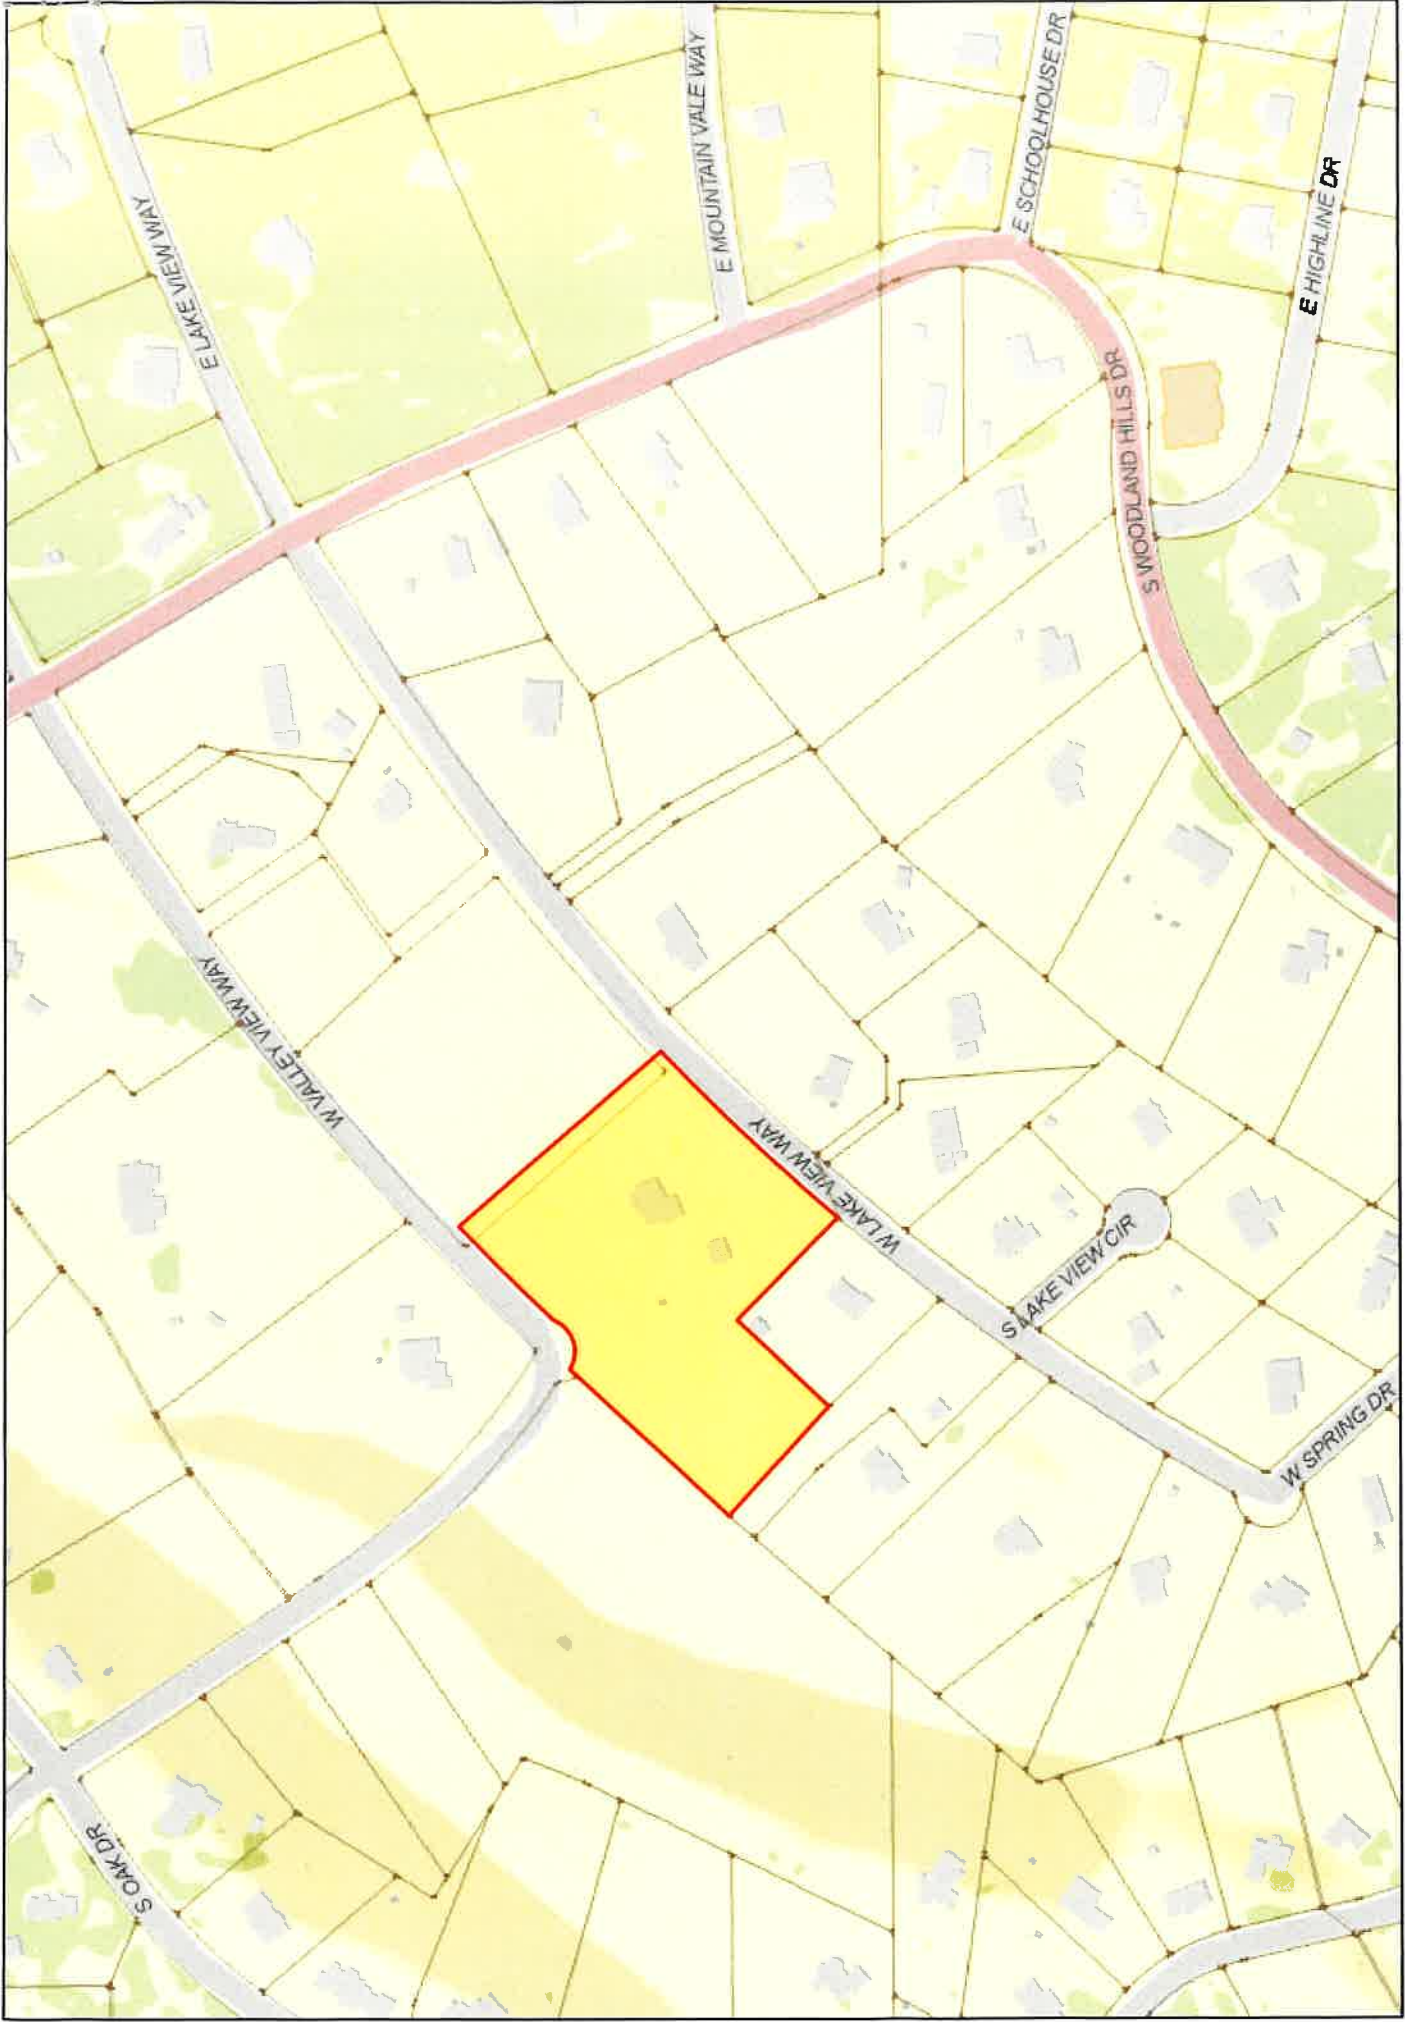 E LAKE VIEW WAY
E MOUNTAIN VALE WAY
E SCHOOLHOUSE DR
E HIGHLINE DR
S WOODLAND HILLS DR
W VALLEY VIEW WAY
W LAKE VIEW WAY
S LAKE VIEW CIR
W SPRING DR
S OAK DR